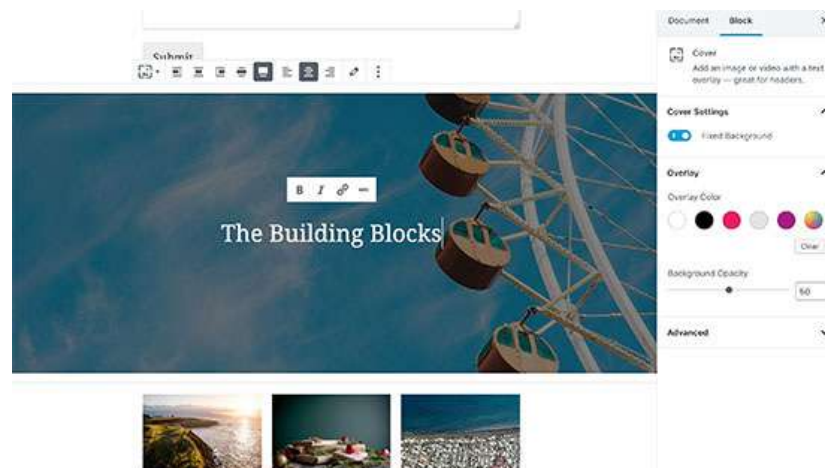 Submit
B I
The Building Blocks
Document Block
Cover
Add an image or video with a text
overlay — great for headers.
Cover Settings
Fixed Background
Overlay
Overlay Color
Clear
Background Opacity
50
Advanced